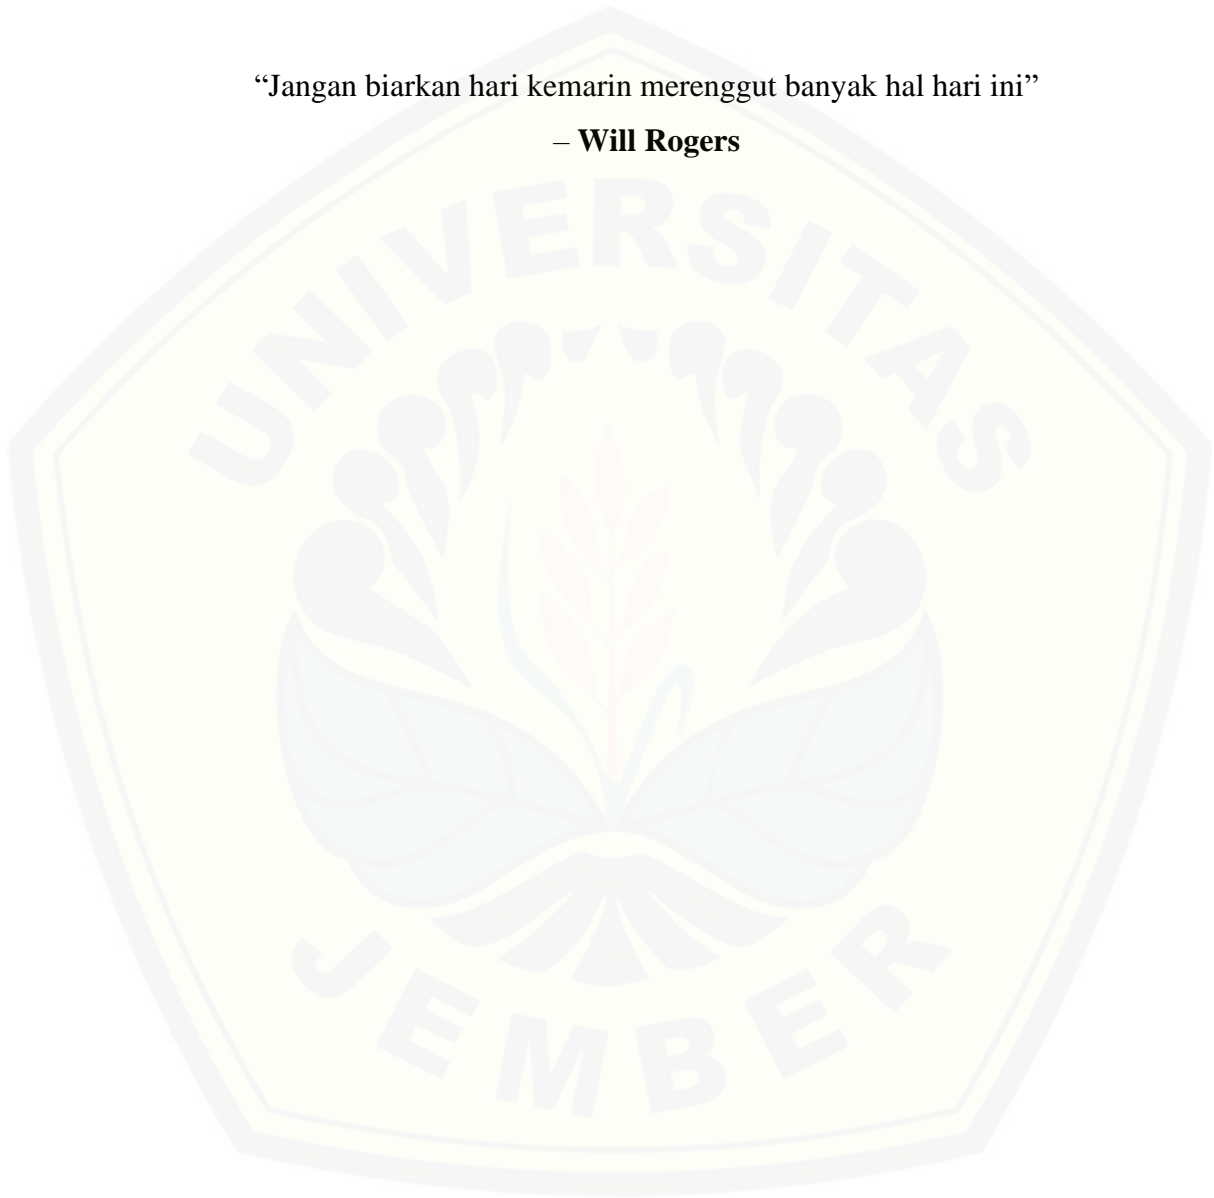 “Jangan biarkan hari kemarin merenggut banyak hal hari ini”
– Will Rogers
UNIVERSITAS
JEMBER